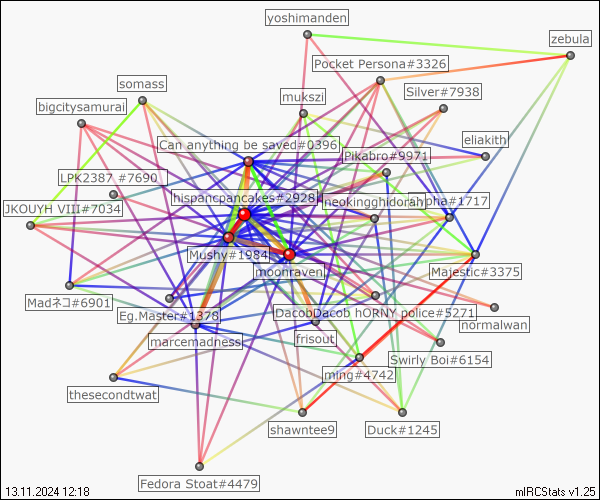 yoshimanden
zebula
Pocket Persona#3326
somass
Silver#7938
mukszi
bigcitysamurai
eliakith
Can anything be saved#0396
Pikabro#9971
LPK2387 #7690
hispancpancakes#2928
neokingghidorah
hypha#1717
JKOUYH VIII#7034
Mushy#1984
moonraven
Majestic#3375
Madネコ#6901
Eg.Master#1378
DacobDacob hORNY police#5271
normalwan
marcemadness
frisout
Swirly Boi#6154
ming#4742
thesecondtwat
shawntee9
Duck#1245
Fedora Stoat#4479
13.11.2024 12:18
mIRCStats v1.25